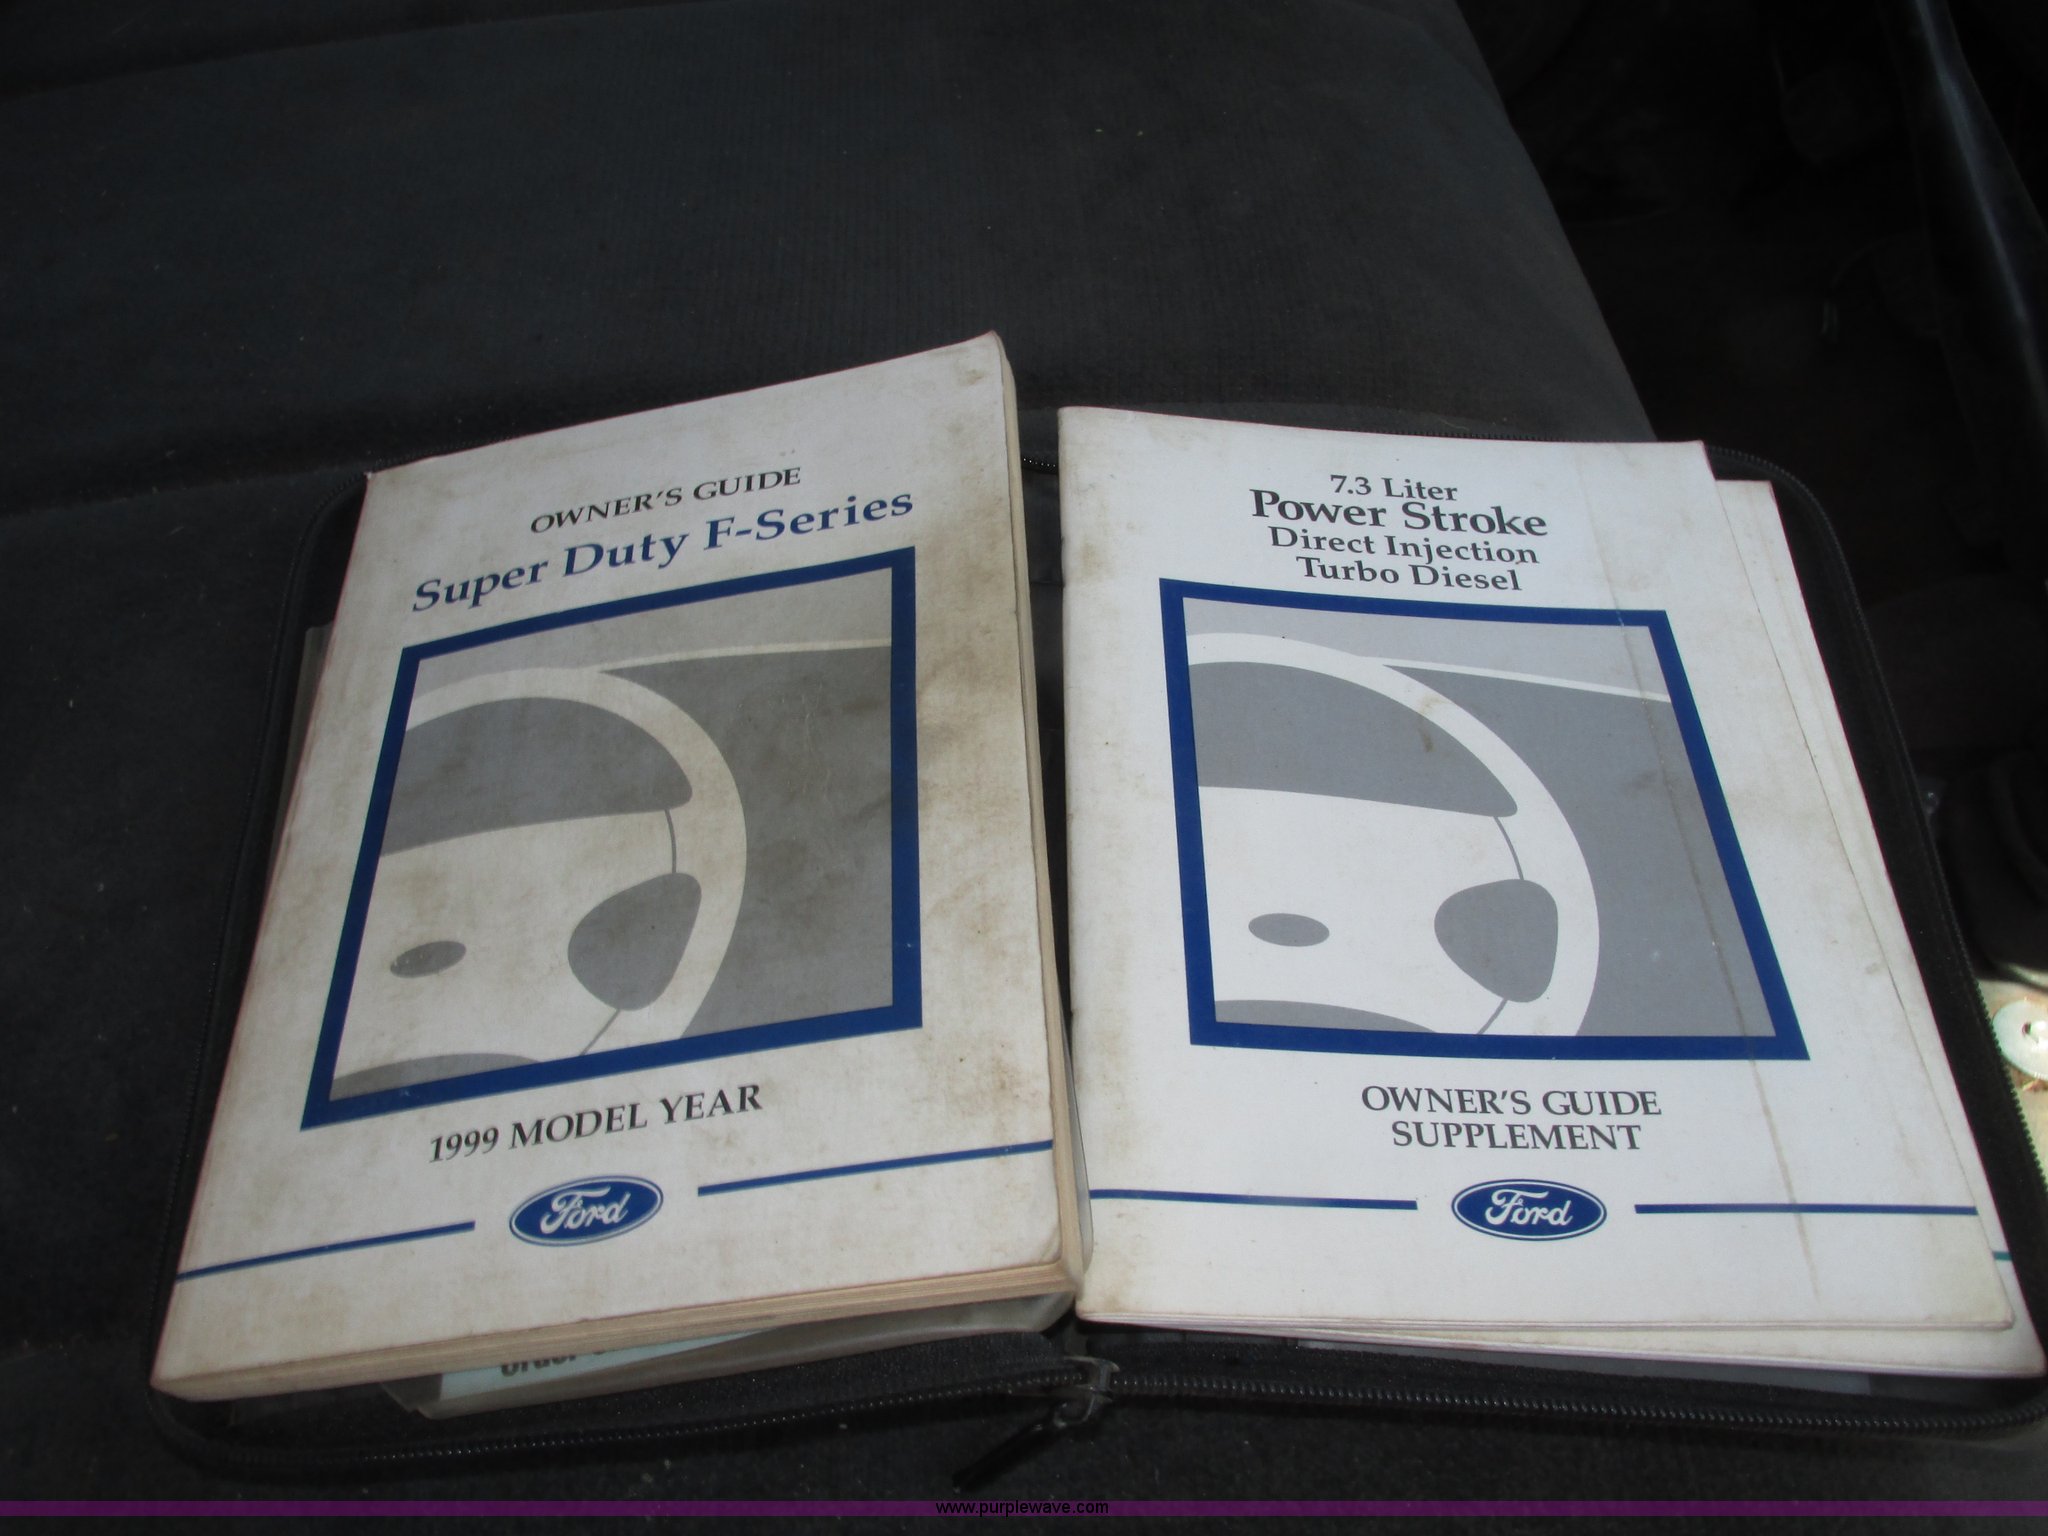 OWNER'S GUIDE
Super Duty F-Series
1999 MODEL YEAR
Ford
7.3 Liter
Power Stroke
Direct Injection
Turbo Diesel
OWNER'S GUIDE
SUPPLEMENT
Ford
www.purplewave.com